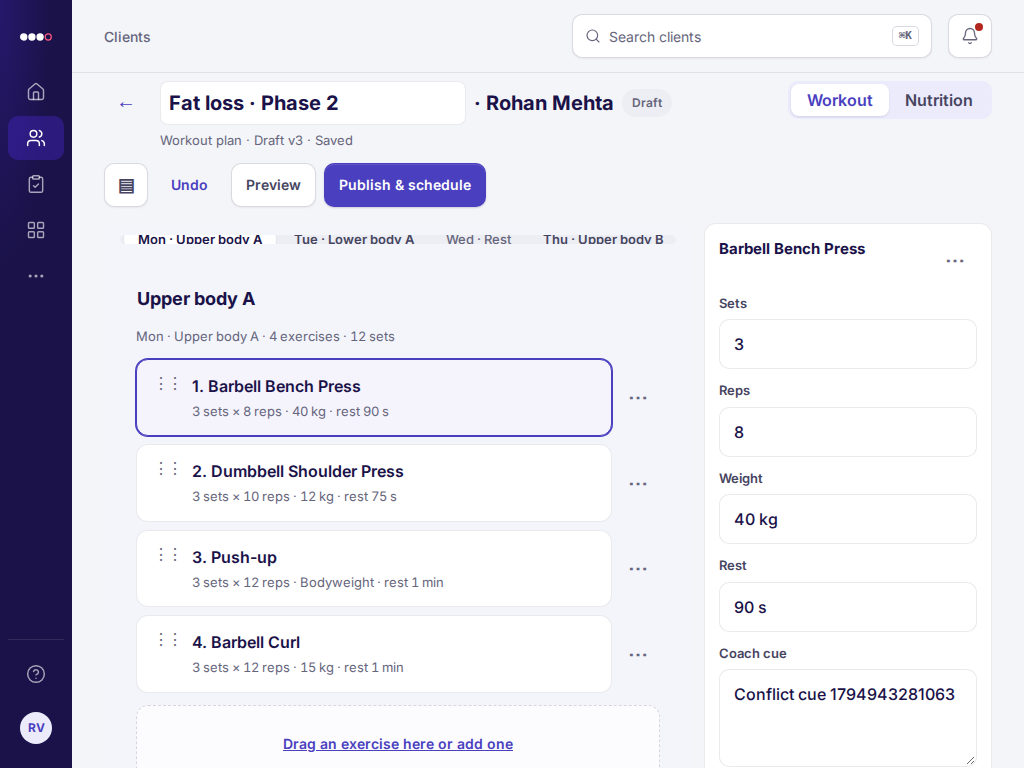 Clients
Search clients
⌘K
←
Fat loss · Phase 2
· Rohan Mehta
Draft
Workout
Nutrition
Workout plan · Draft v3 · Saved
Undo
Preview
Publish & schedule
Mon · Upper body A
Tue · Lower body A
Wed · Rest
Thu · Upper body B
Upper body A
Mon · Upper body A · 4 exercises · 12 sets
1. Barbell Bench Press
3 sets × 8 reps · 40 kg · rest 90 s
2. Dumbbell Shoulder Press
3 sets × 10 reps · 12 kg · rest 75 s
3. Push-up
3 sets × 12 reps · Bodyweight · rest 1 min
4. Barbell Curl
3 sets × 12 reps · 15 kg · rest 1 min
Drag an exercise here or add one
Barbell Bench Press
Sets
3
Reps
8
Weight
40 kg
Rest
90 s
Coach cue
Conflict cue 1794943281063
RV